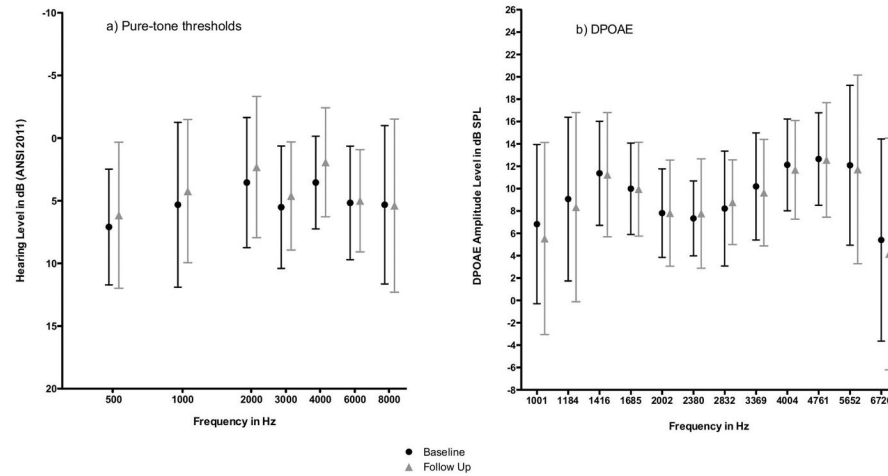 a) Pure-tone thresholds
-10
-5
0
5
10
15
20
Hearing Level in dB (ANSI 2011)
500 1000 2000 3000 4000 6000 8000
Frequency in Hz
b) DPOAE
26
24
22
20
18
16
14
12
10
8
6
4
2
0
-2
-4
-6
-8
DPOAE Amplitude Level in dB SPL
1001 1184 1416 1685 2002 2380 2832 3369 4004 4761 5652 6726
Frequency in Hz
Baseline
Follow Up